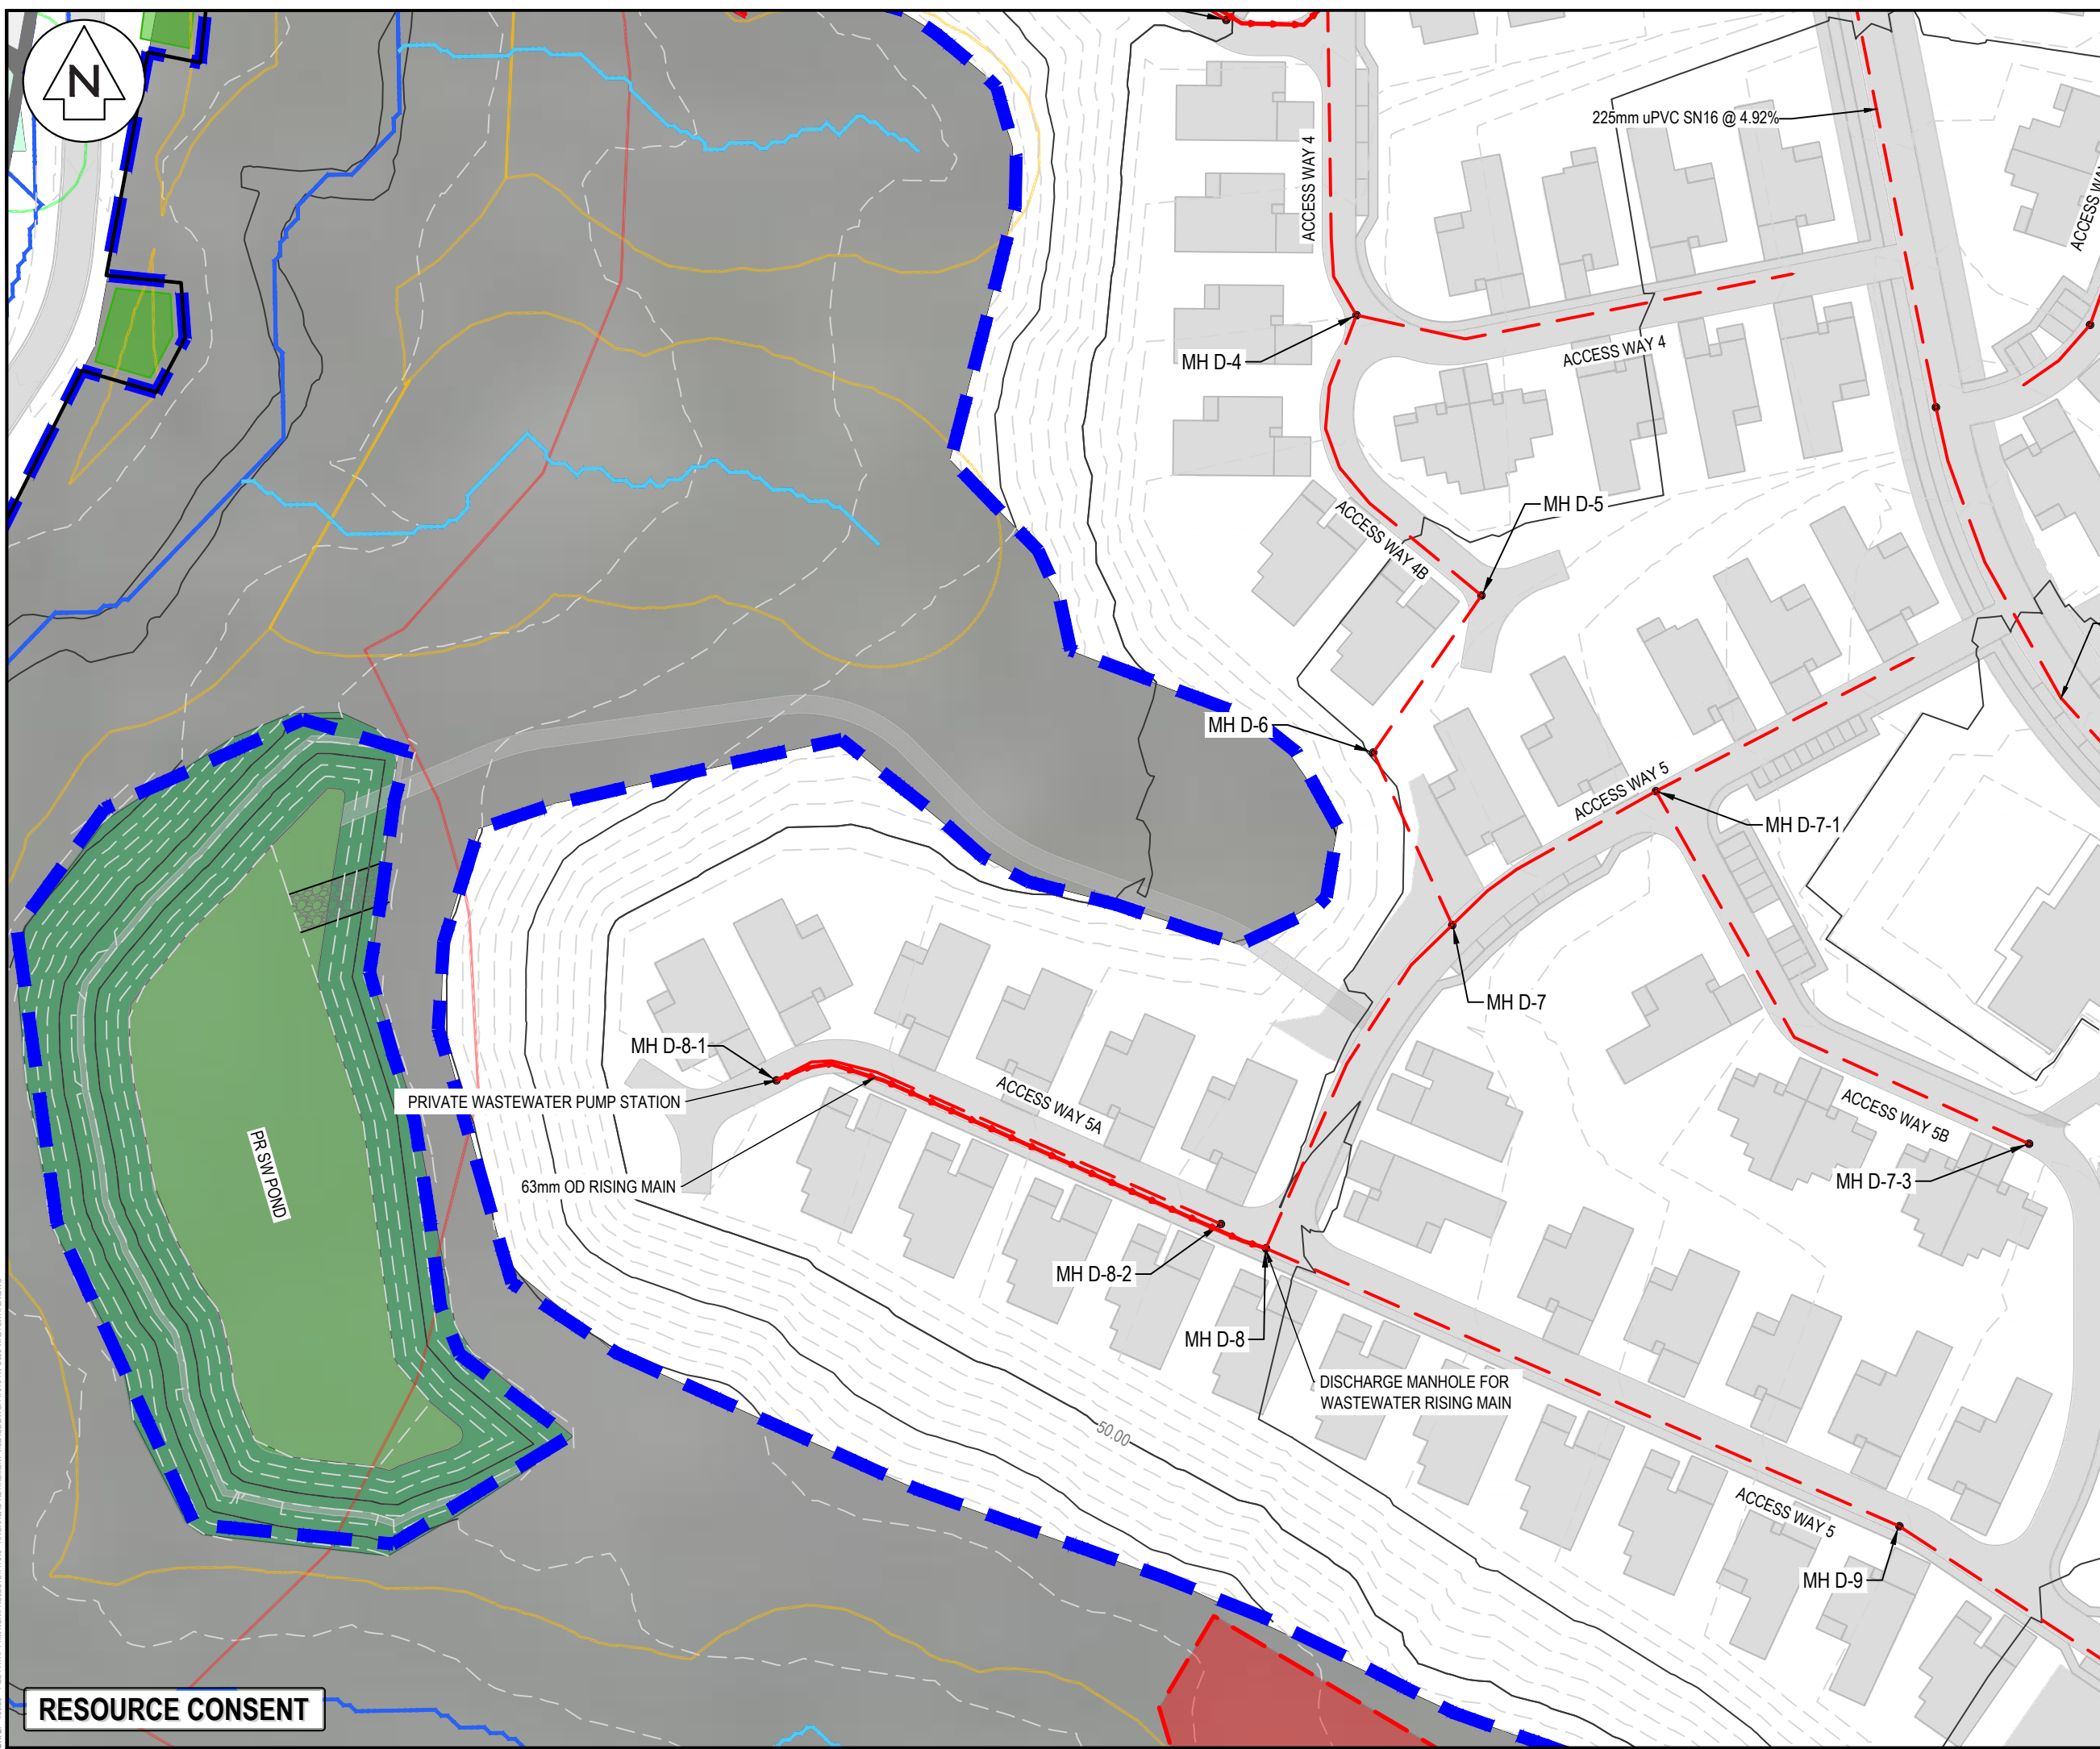 N
225mm uPVC SN16 @ 4.92%
ACCESS WAY 4
ACCESS WAY
MH D-4
ACCESS WAY 4
MH D-5
ACCESS WAY 4B
MH D-6
ACCESS WAY 5
MH D-7-1
MH D-7
MH D-8-1
PRIVATE WASTEWATER PUMP STATION
ACCESS WAY 5A
ACCESS WAY 5B
PR SW POND
63mm OD RISING MAIN
MH D-7-3
MH D-8-2
MH D-8
DISCHARGE MANHOLE FOR
WASTEWATER RISING MAIN
50.00
ACCESS WAY 5
MH D-9
RESOURCE CONSENT